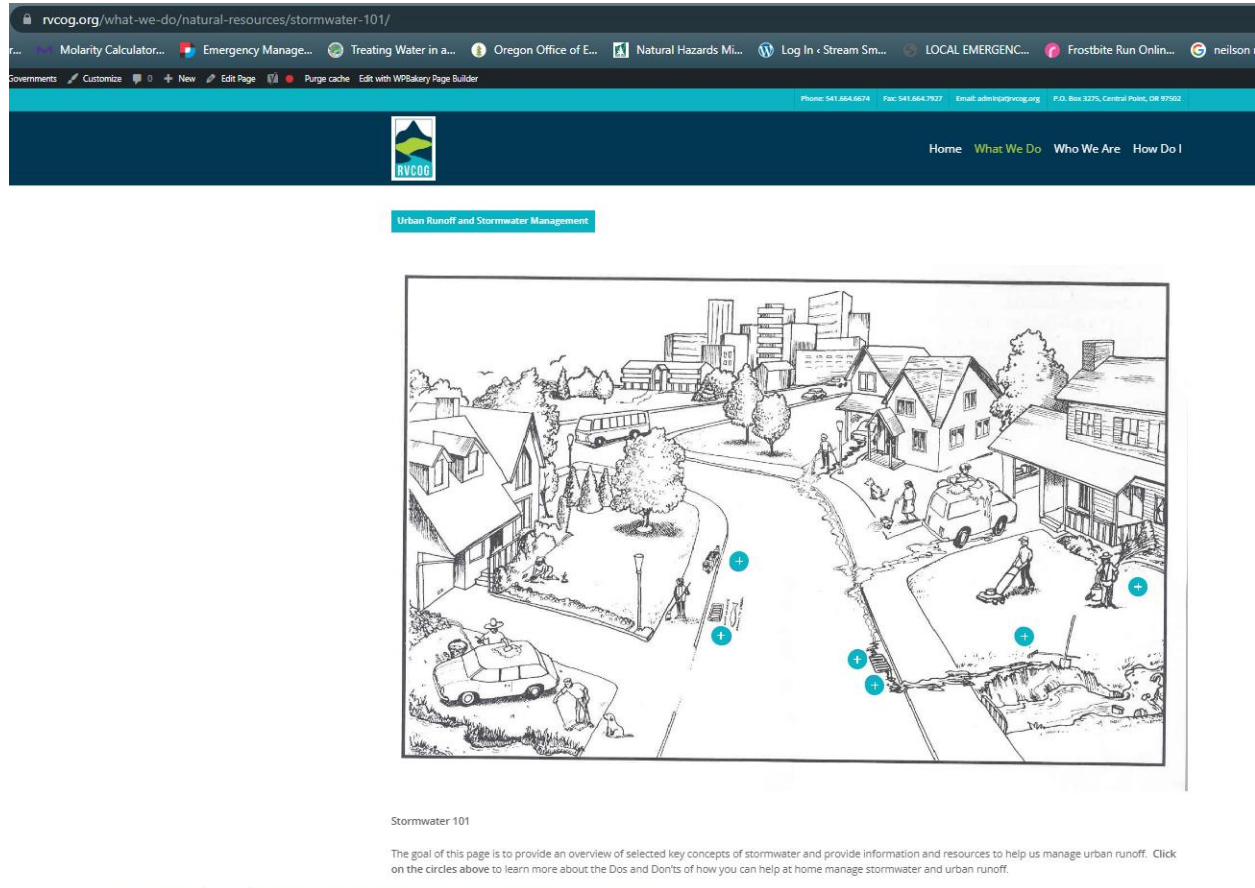 rvcog.org/what-we-do/natural-resources/stormwater-101/
r... Molarity Calculator... Emergency Manage... Treating Water in a... Oregon Office of E... Natural Hazards Mi... Log In ‹ Stream Sm... LOCAL EMERGENC... Frostbite Run Onlin... neilson
Governments Customize 0 New Edit Page Purge cache Edit with WPBakery Page Builder
Phone: 541.664.6674 Fax: 541.664.7927 Email: admin(at)rvcog.org P.O. Box 3275, Central Point, OR 97502
RVCOG
Home What We Do Who We Are How Do I
Urban Runoff and Stormwater Management
Stormwater 101
The goal of this page is to provide an overview of selected key concepts of stormwater and provide information and resources to help us manage urban runoff. Click
on the circles above to learn more about the Dos and Don'ts of how you can help at home manage stormwater and urban runoff.